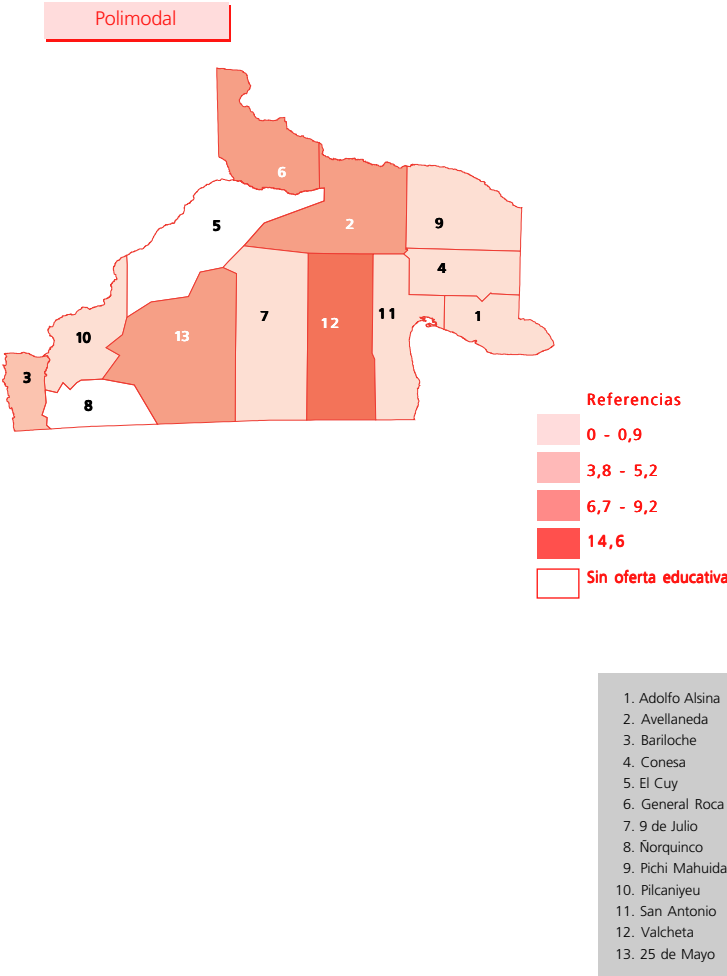 Polimodal
6
5
2
9
4
7
12
11
1
13
10
3
8
Referencias
0 - 0,9
3,8 - 5,2
6,7 - 9,2
14,6
Sin oferta educativa
1. Adolfo Alsina
2. Avellaneda
3. Bariloche
4. Conesa
5. El Cuy
6. General Roca
7. 9 de Julio
8. Ñorquinco
9. Pichi Mahuida
10. Pilcaniyeu
11. San Antonio
12. Valcheta
13. 25 de Mayo